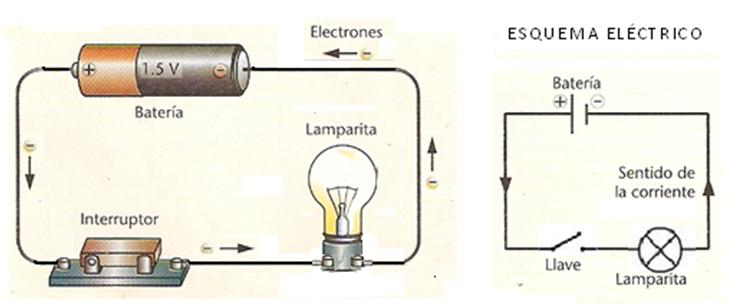 Electrones
+
1.5 V
-
Batería
Lamparita
Interruptor
-
-
-
-
ESQUEMA ELÉCTRICO
Batería
+
-
Sentido de
la corriente
Llave
Lamparita